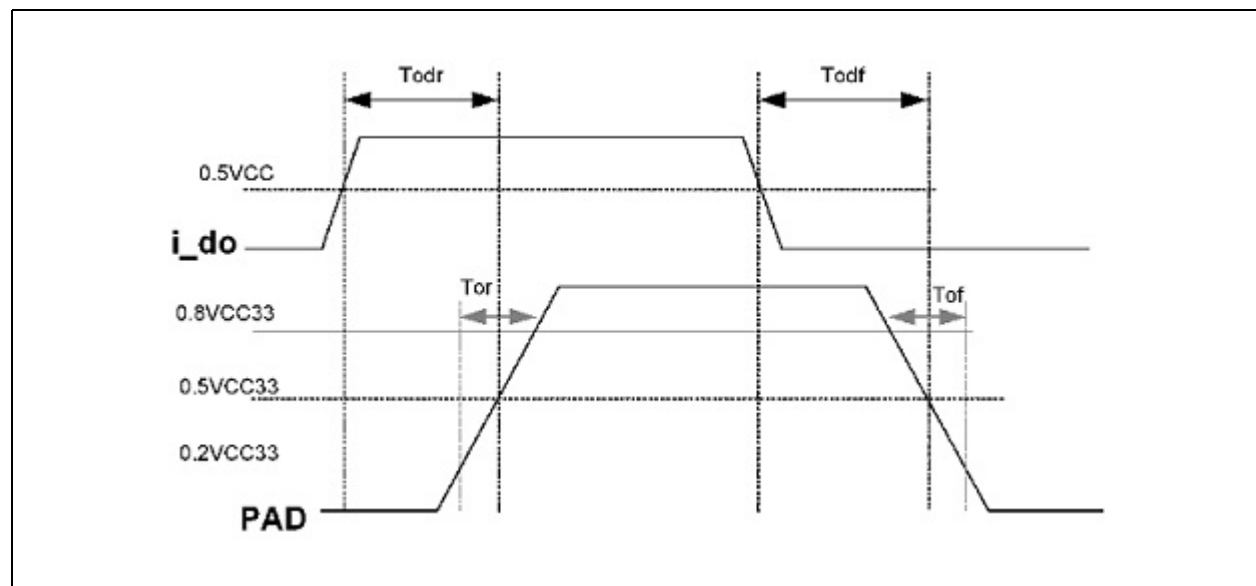 Todr
Todf
0.5VCC
i_do
Tor
Tof
0.8VCC33
0.5VCC33
0.2VCC33
PAD